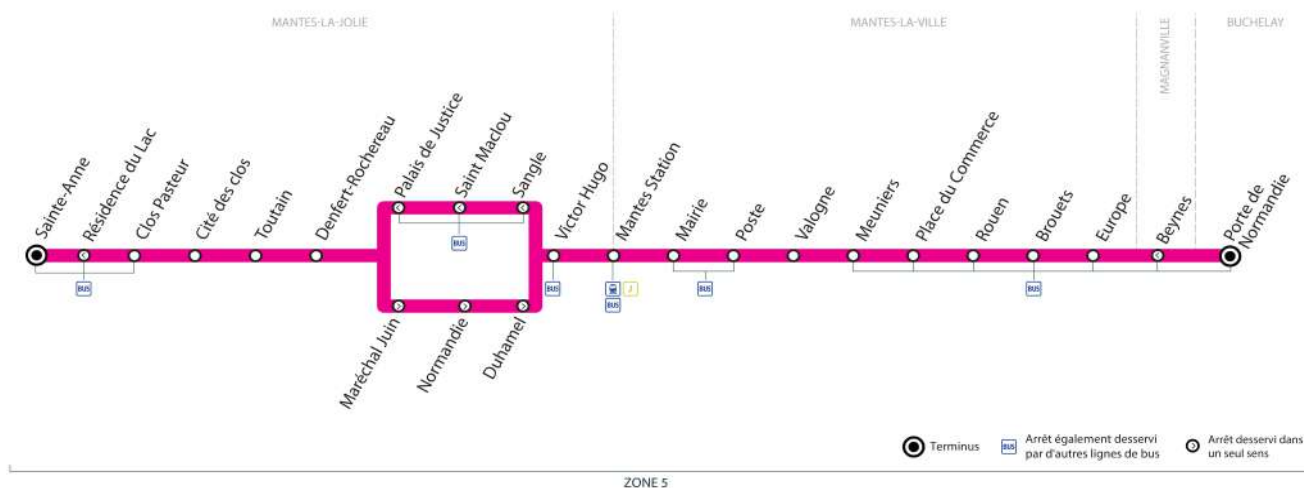 MANTES-LA-JOLIE
MANTES-LA-VILLE
MAGNANVILLE
BUCHELAY
Sainte-Anne
Résidence du Lac
Clos Pasteur
Cité des clos
Toutain
Denfert-Rochereau
Palais de Justice
Saint Maclou
Sangle
Victor Hugo
Mantes Station
Mairie
Poste
Valogne
Meuniers
Place du Commerce
Rouen
Brouets
Europe
Beynes
Porte de
Normandie
BUS
BUS
BUS
J
BUS
BUS
BUS
Maréchal Juin
Normandie
Duhamel
Terminus
BUS
Arrêt également desservi
par d'autres lignes de bus
Arrêt desservi dans
un seul sens
ZONE 5